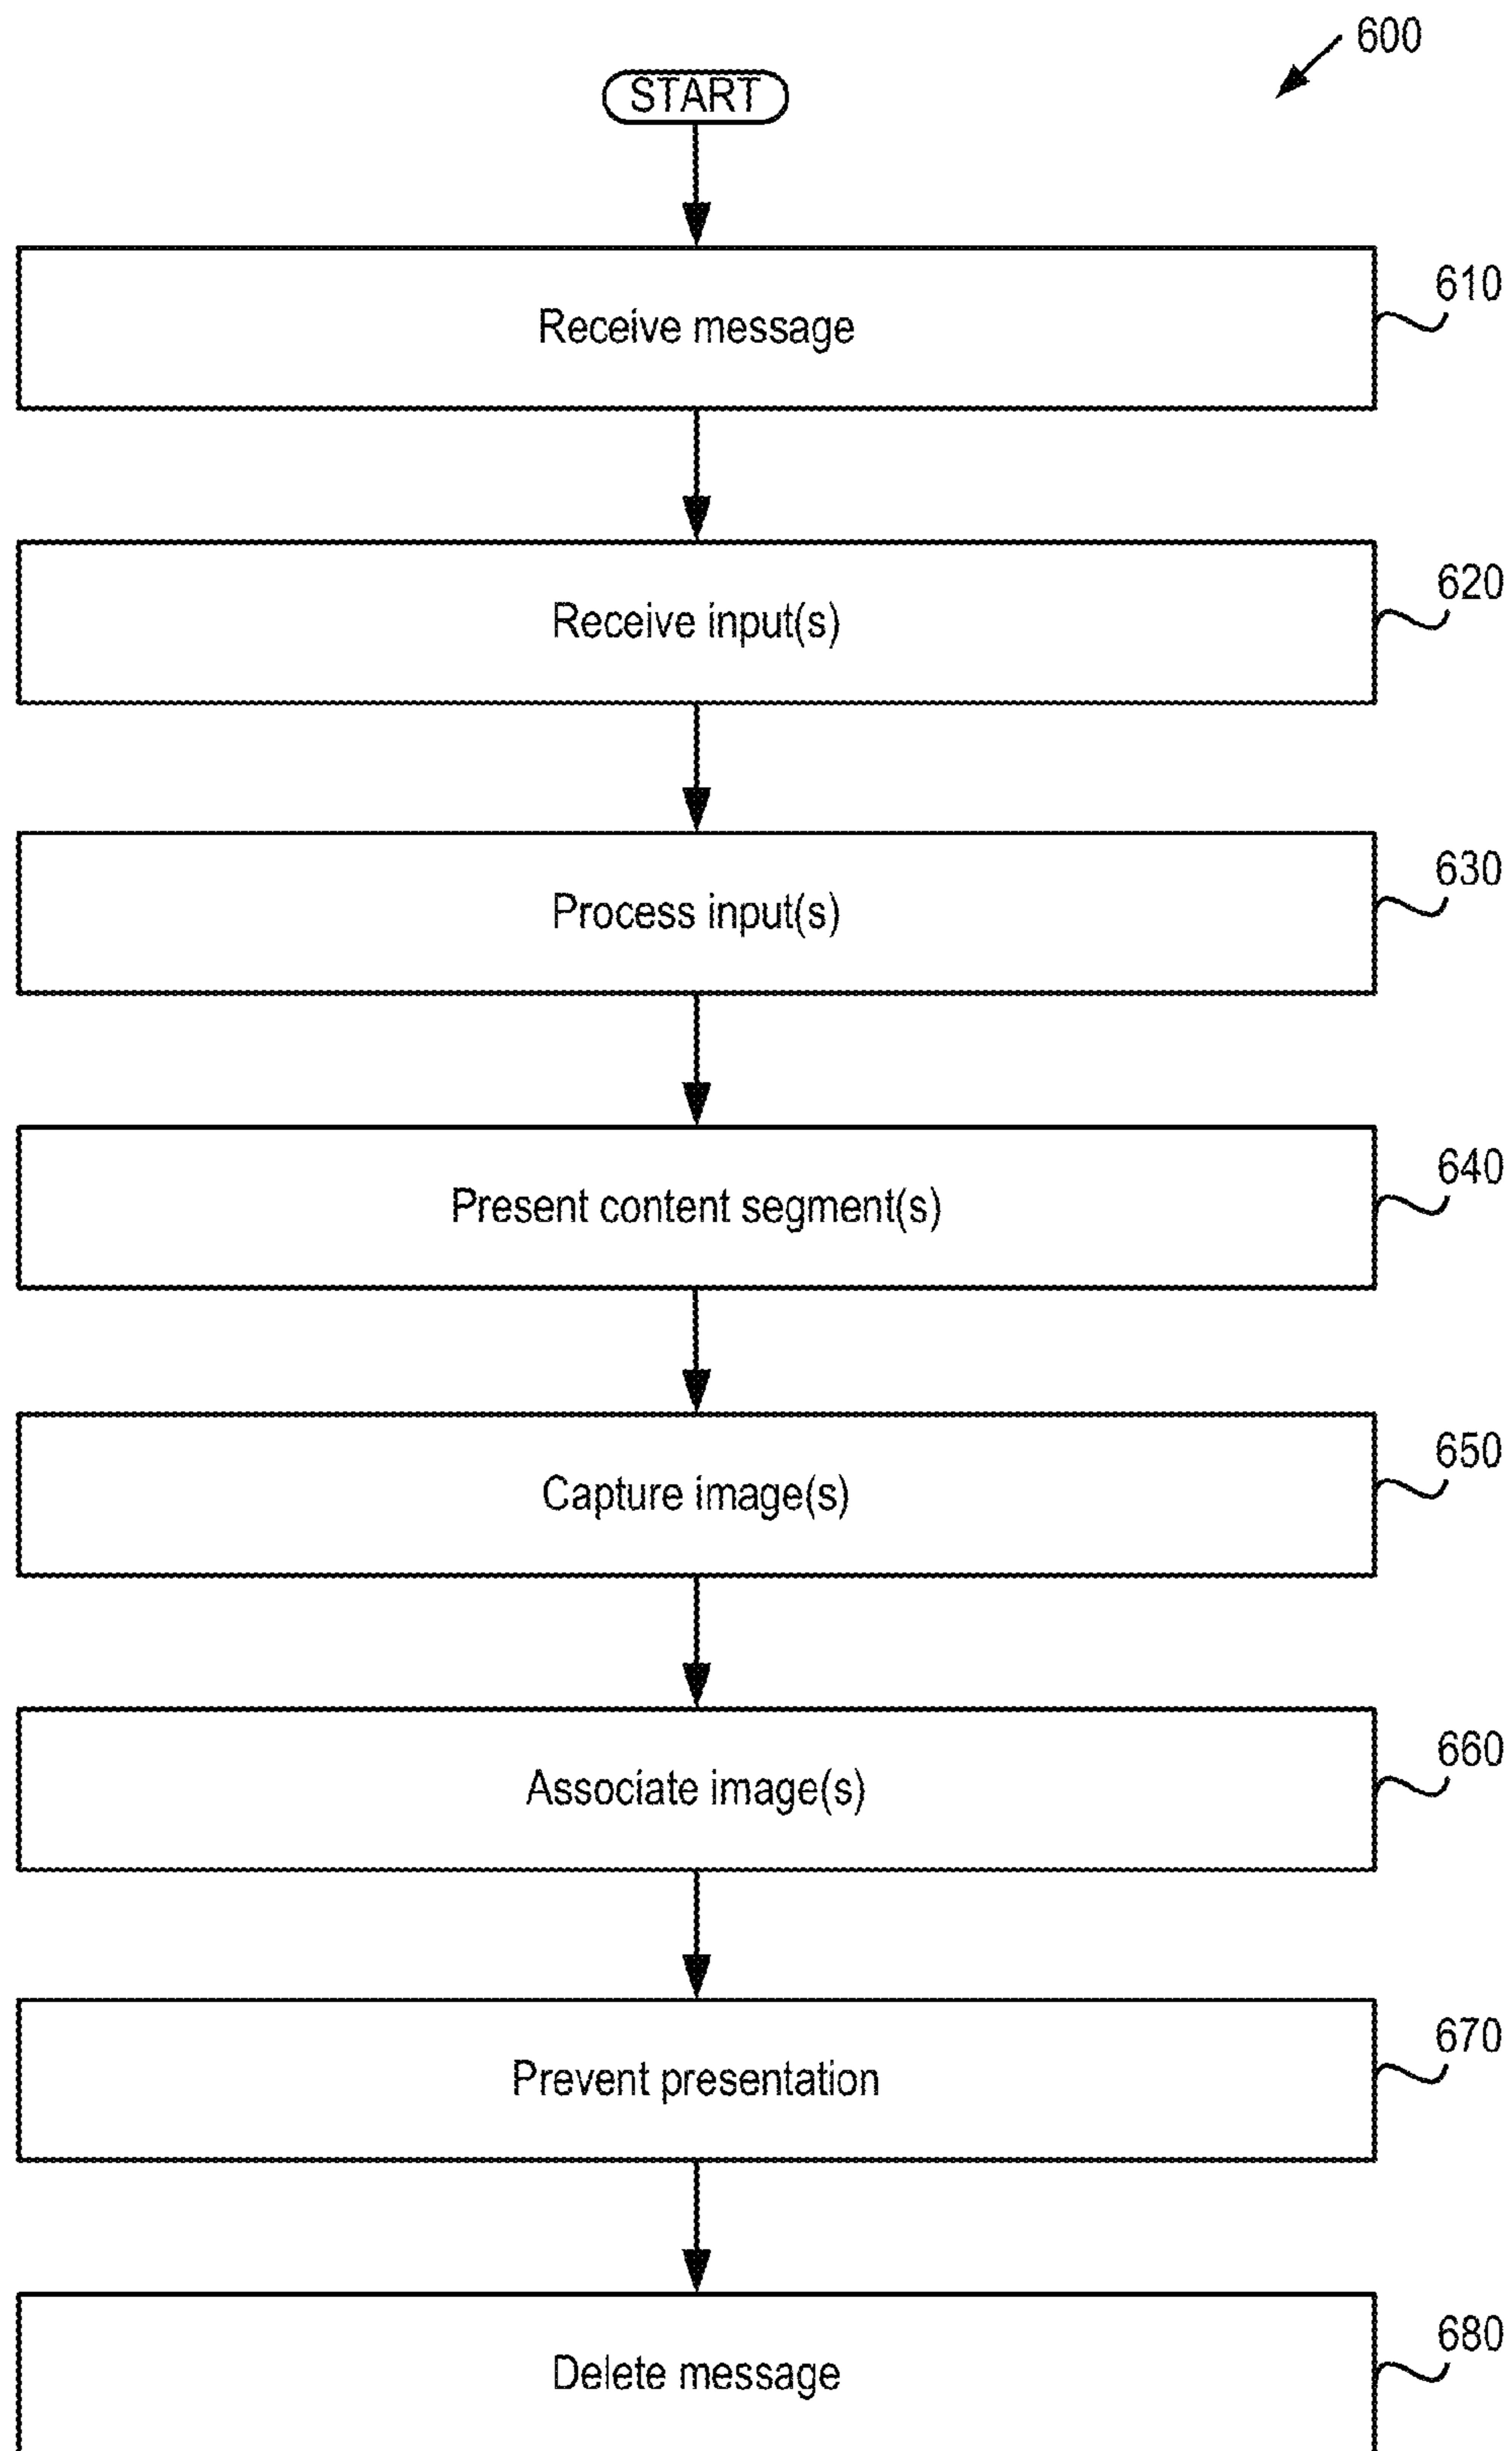 600
START
Receive message
610
Receive input(s)
620
Process input(s)
630
Present content segment(s)
640
Capture image(s)
650
Associate image(s)
660
Prevent presentation
670
Delete message
680